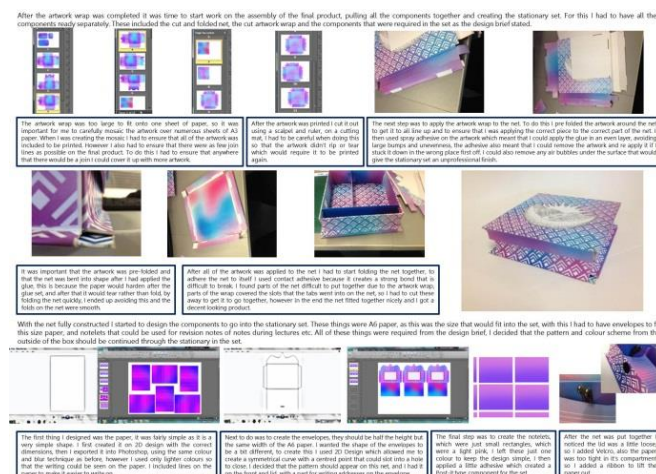 After the artwork wrap was completed it was time to start work on the assembly of the final product, pulling all the components together and creating the stationary set. For this I had to have all the
components ready separately. These included the cut and folded net, the cut artwork wrap and the components that were required in the set as the design brief stated.
The artwork wrap was too large to fit onto one sheet of paper, so it was
important for me to carefully mosaic the artwork over numerous sheets of A3
paper. When I was creating the mosaic I had to ensure that all of the artwork was
included to be printed. However I also had to ensure that there were as few join
lines as possible on the final product. To do this I had to ensure that anywhere
that there would be a join I could cover it up with more artwork.
After the artwork was printed I cut it out
using a scalpel and ruler, on a cutting
mat, I had to be careful when doing this
so that the artwork didn't rip or tear
which would require it to be printed
again.
The next step was to apply the artwork wrap to the net. To do this I pre folded the artwork around the net
to get it to all line up and to ensure that I was applying the correct piece to the correct part of the net. I
then used spray adhesive on the artwork which meant that I could apply the glue in an even layer, avoiding
large bumps and unevenness, the adhesive also meant that I could remove the artwork and re apply it if I
stuck it down in the wrong place first off. I could also remove any air bubbles under the surface that would
give the stationary set an unprofessional finish.
It was important that the artwork was pre-folded and
that the net was bent into shape after I had applied the
glue, this is because the paper would harden after the
glue set, and after that it would tear rather than fold, by
folding the net quickly, I ended up avoiding this and the
folds on the net were smooth.
After all of the artwork was applied to the net I had to start folding the net together, to
adhere the net to itself I used contact adhesive because it creates a strong bond that is
difficult to break. I found parts of the net difficult to put together due to the artwork wrap,
parts of the wrap covered the slots that the tabs went into on the net, so I had to cut these
away to get it to go together, however in the end the net fitted together nicely and I got a
decent looking product.
With the net fully constructed I started to design the components to go into the stationary set. These things were A6 paper, as this was the size that would fit into the set, with this I had to have envelopes to f
this size paper, and notelets that could be used for revision notes of notes during lectures etc. All of these things were required from the design brief, I decided that the pattern and colour scheme from th
outside of the box should be continued through the stationary in the set.
The first thing I designed was the paper, it was fairly simple as it is a
very simple shape. I first created it on 2D design with the correct
dimensions, then I exported it into Photoshop, using the same colour
and blur technique as before, however I used only lighter colours so
that the writing could be seen on the paper. I included lines on the
Next to do was to create the envelopes, they should be half the height but
the same width of the A6 paper. I wanted the shape of the envelopes to
be a bit different, to create this I used 2D Design which allowed me to
create a symmetrical curve with a centred point that could slot into a hole
to close. I decided that the pattern should appear on this net, and I had it
The final step was to create the notelets,
which were just small rectangles, which
were a light pink, I left these just one
colour to keep the design simple, I then
applied a little adhesive which created a
After the net was put together I
noticed the lid was a little loose,
so I added Velcro, also the paper
was too tight in it's compartment
so I added a ribbon to lift the